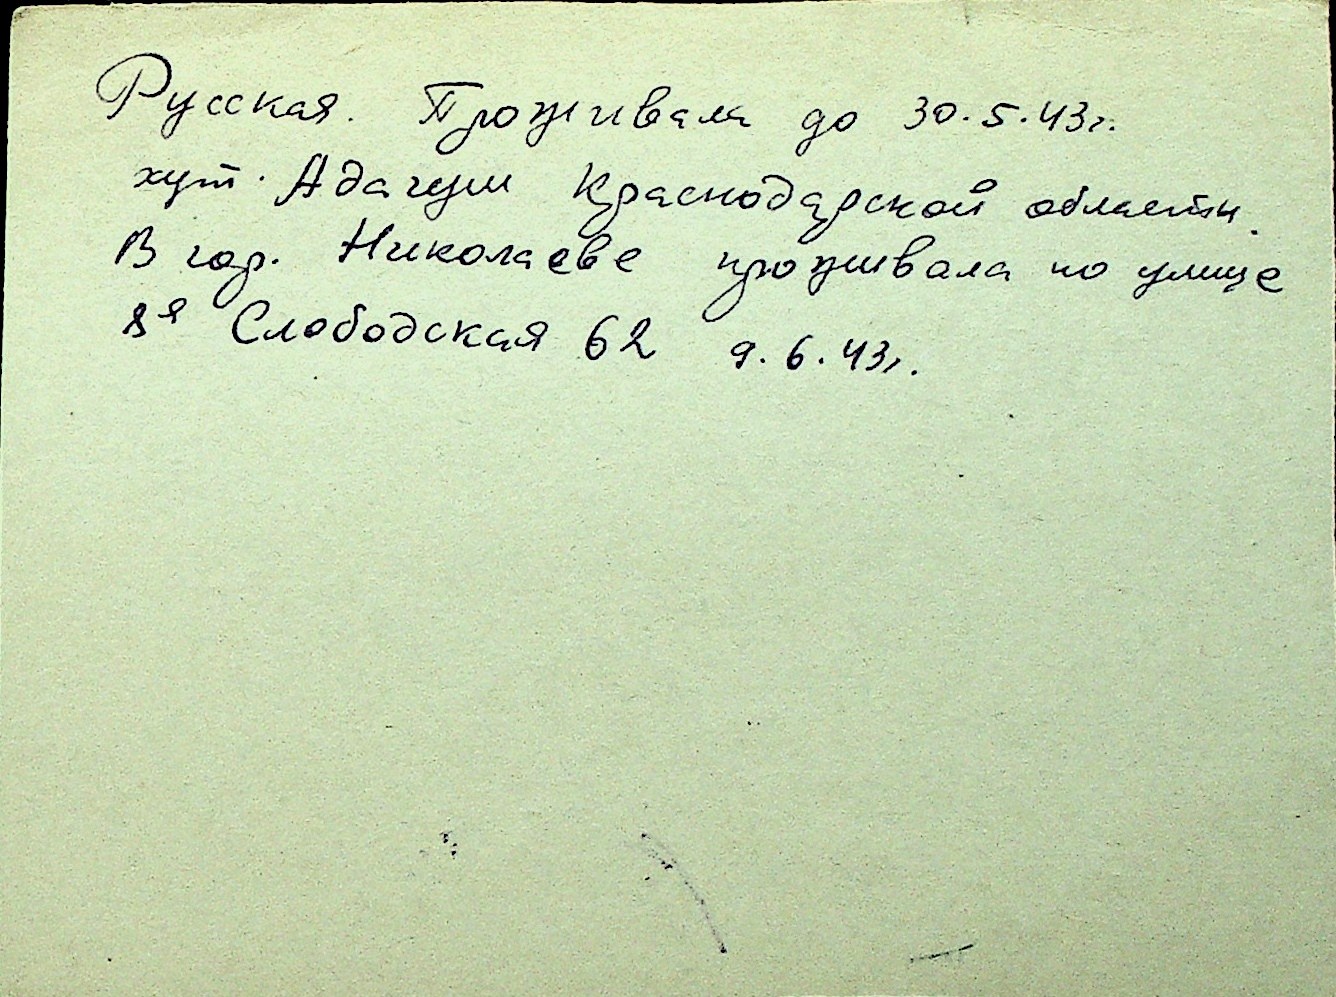 Русская. Проживала до 30.5.43г.
хут. Адагум Краснодарской области.
В гор. Николаеве проживала по улице
8я Слободская 62 9.6.43г.